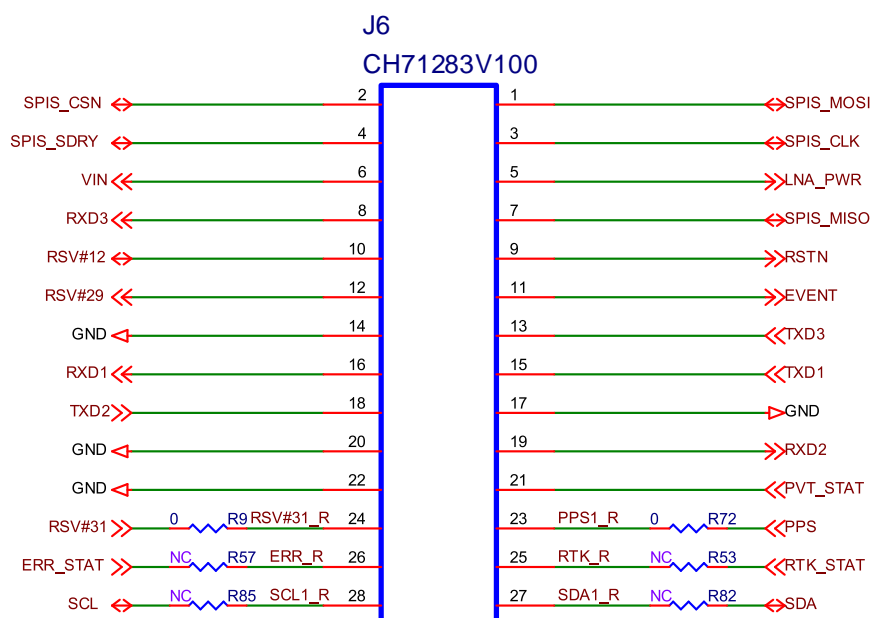 J6
CH71283V100
SPIS_CSN 2 1 SPIS_MOSI
SPIS_SDRY 4 3 SPIS_CLK
VIN 6 5 LNA_PWR
RXD3 8 7 SPIS_MISO
RSV#12 10 9 RSTN
RSV#29 12 11 EVENT
GND 14 13 TXD3
RXD1 16 15 TXD1
TXD2 18 17 GND
GND 20 19 RXD2
GND 22 21 PVT_STAT
RSV#31 0 R9 RSV#31_R 24 23 PPS1_R 0 R72 PPS
ERR_STAT NC R57 ERR_R 26 25 RTK_R NC R53 RTK_STAT
SCL NC R85 SCL1_R 28 27 SDA1_R NC R82 SDA